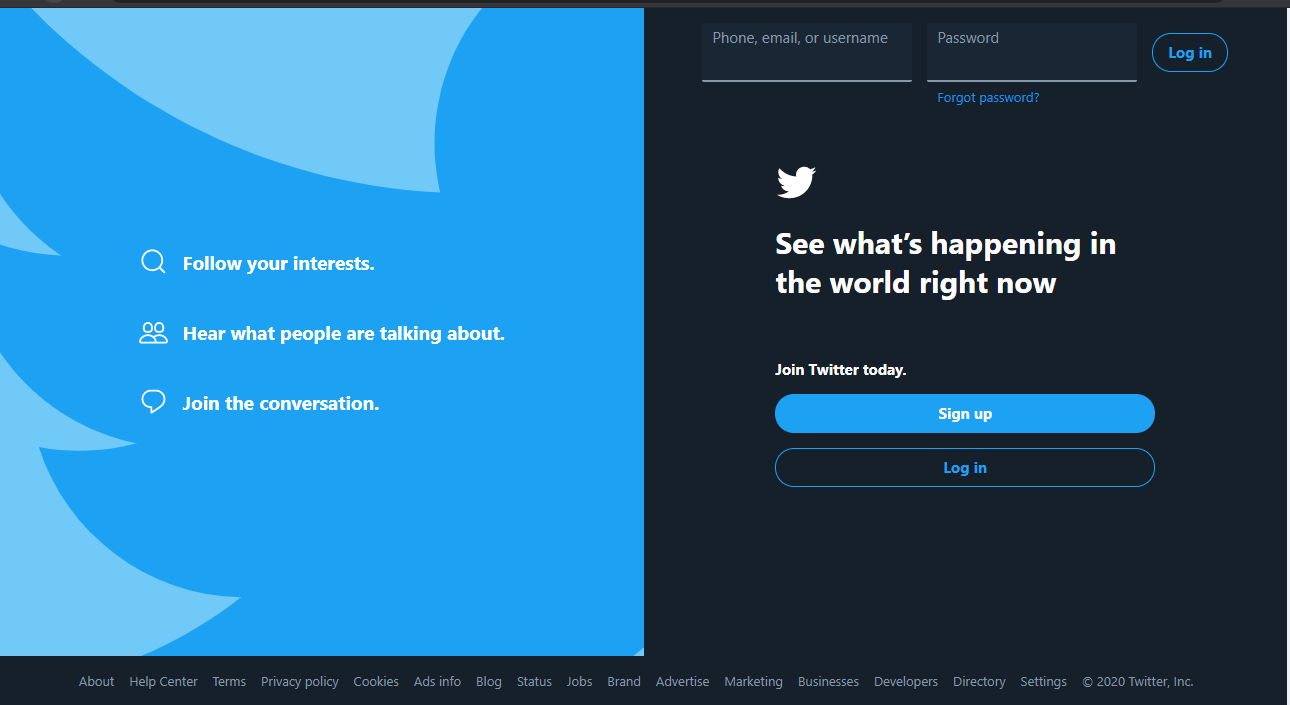 Phone, email, or username
Password
Log in
Forgot password?
Follow your interests.
Hear what people are talking about.
Join the conversation.
See what’s happening in
the world right now
Join Twitter today.
Sign up
Log in
About Help Center Terms Privacy policy Cookies Ads info Blog Status Jobs Brand Advertise Marketing Businesses Developers Directory Settings © 2020 Twitter, Inc.